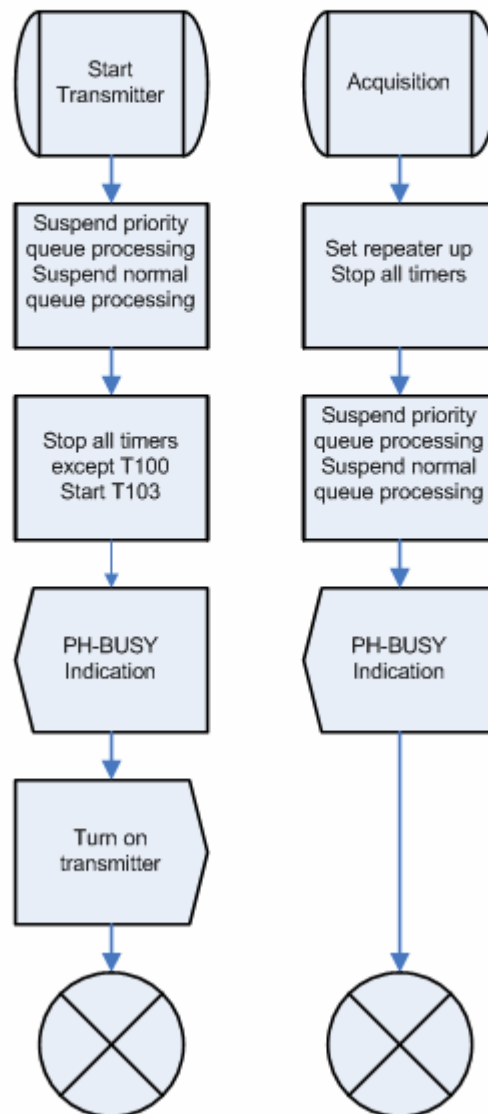 Start
Transmitter
Suspend priority
queue processing
Suspend normal
queue processing
Stop all timers
except T100
Start T103
PH-BUSY
Indication
Turn on
transmitter
Acquisition
Set repeater up
Stop all timers
Suspend priority
queue processing
Suspend normal
queue processing
PH-BUSY
Indication